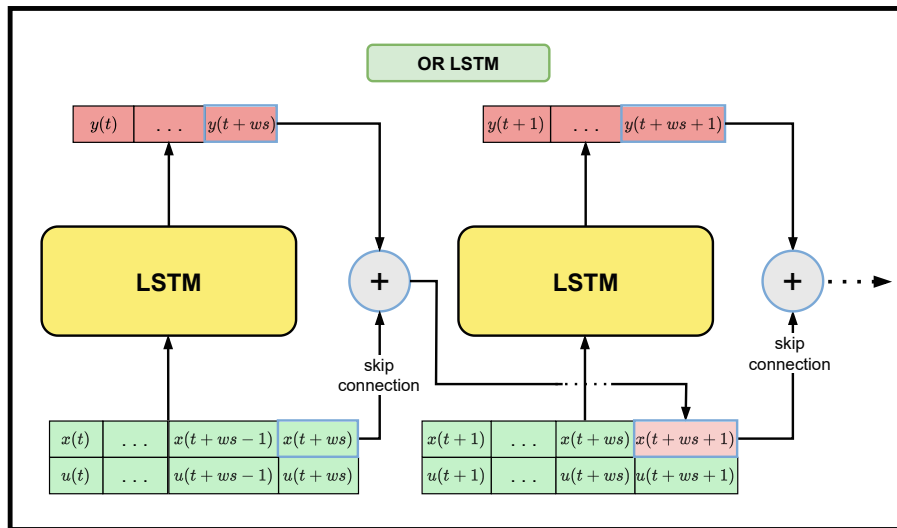 OR LSTM
y(t) . . . y(t + ws)
y(t + 1) . . . y(t + ws + 1)
LSTM
+
LSTM
+
skip
connection
skip
connection
x(t) . . . x(t + ws − 1) x(t + ws)
u(t) . . . u(t + ws − 1) u(t + ws)
x(t + 1) . . . x(t + ws) x(t + ws + 1)
u(t + 1) . . . u(t + ws) u(t + ws + 1)